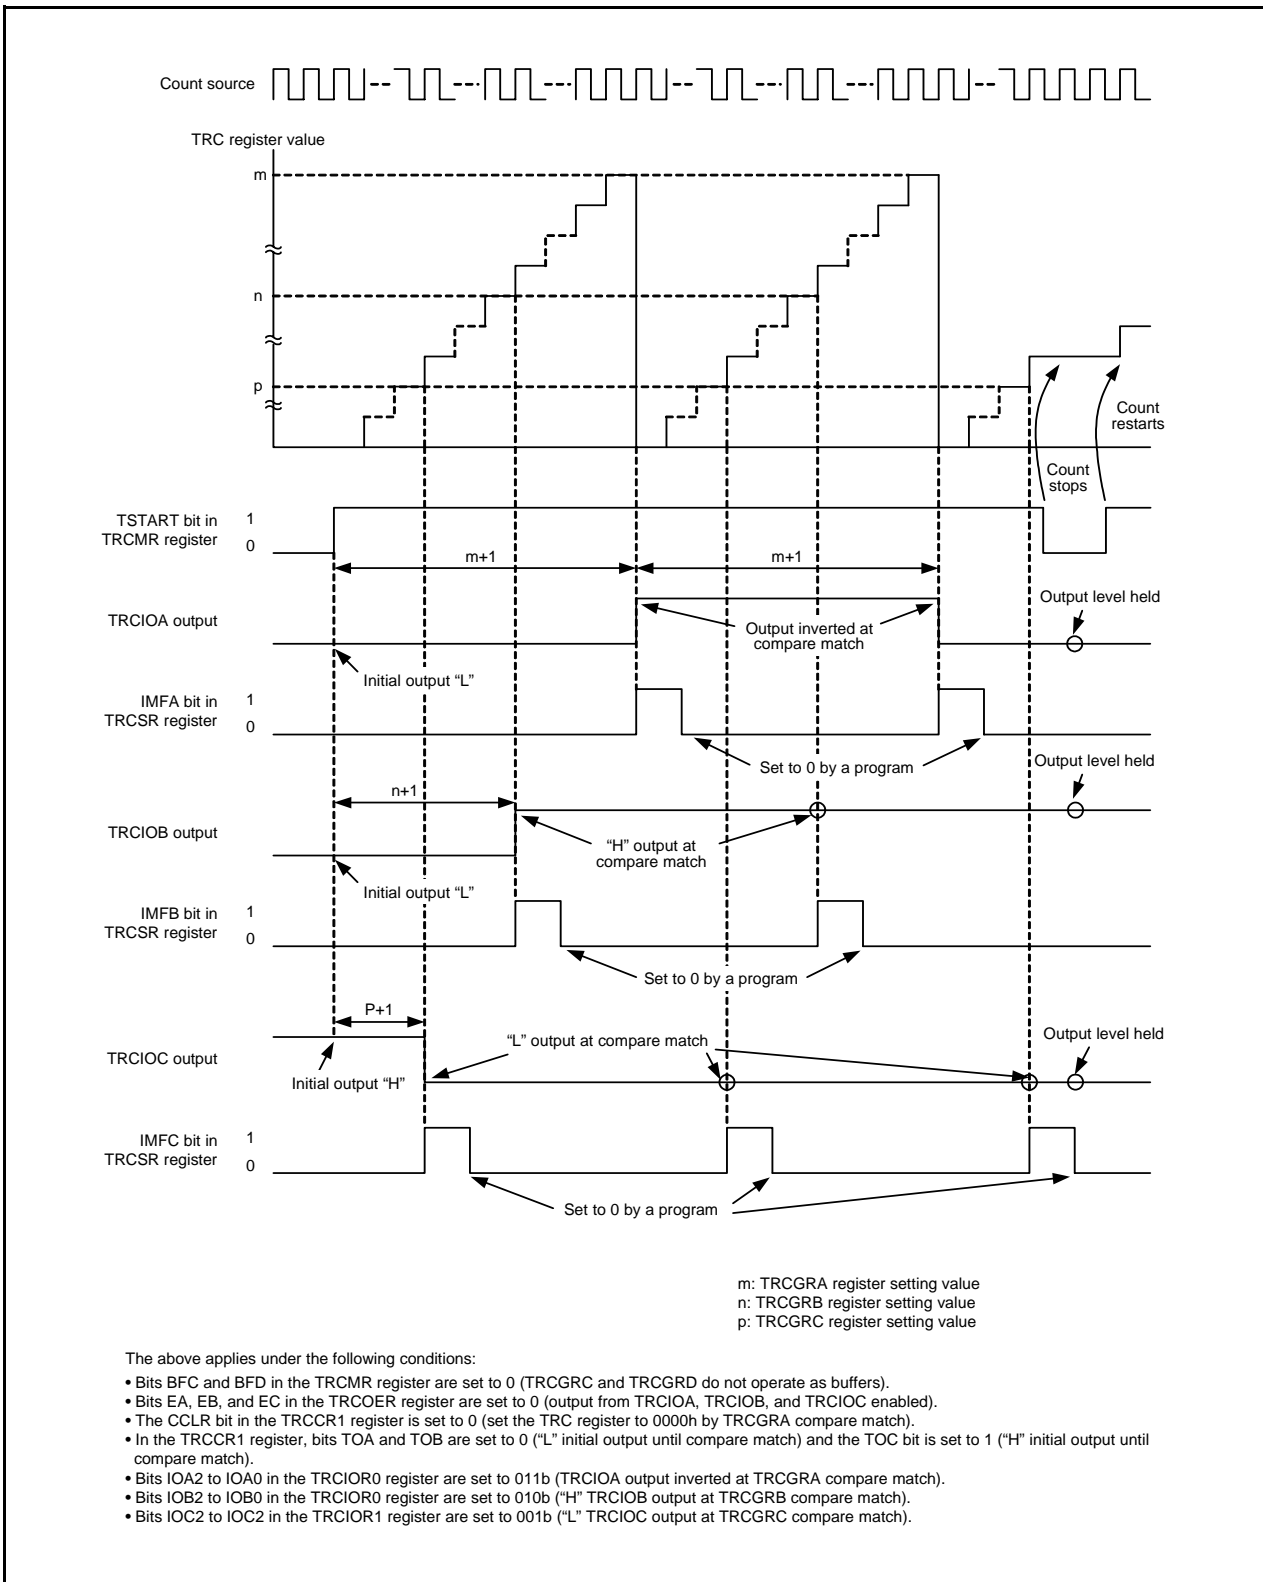 Count source
TRC register value
m
n
p
Count
restarts
Count
stops
TSTART bit in
TRCMR register
1
0
m+1
m+1
TRCIOA output
Output level held
Output inverted at
compare match
Initial output “L”
IMFA bit in
TRCSR register
1
0
Set to 0 by a program
Output level held
n+1
TRCIOB output
“H” output at
compare match
Initial output “L”
IMFB bit in
TRCSR register
1
0
Set to 0 by a program
P+1
TRCIOC output
“L” output at compare match
Output level held
Initial output “H”
IMFC bit in
TRCSR register
1
0
Set to 0 by a program
m: TRCGRA register setting value
n: TRCGRB register setting value
p: TRCGRC register setting value
The above applies under the following conditions:
• Bits BFC and BFD in the TRCMR register are set to 0 (TRCGRC and TRCGRD do not operate as buffers).
• Bits EA, EB, and EC in the TRCOER register are set to 0 (output from TRCIOA, TRCIOB, and TRCIOC enabled).
• The CCLR bit in the TRCCR1 register is set to 0 (set the TRC register to 0000h by TRCGRA compare match).
• In the TRCCR1 register, bits TOA and TOB are set to 0 (“L” initial output until compare match) and the TOC bit is set to 1 (“H” initial output until
compare match).
• Bits IOA2 to IOA0 in the TRCIOR0 register are set to 011b (TRCIOA output inverted at TRCGRA compare match).
• Bits IOB2 to IOB0 in the TRCIOR0 register are set to 010b (“H” TRCIOB output at TRCGRB compare match).
• Bits IOC2 to IOC2 in the TRCIOR1 register are set to 001b (“L” TRCIOC output at TRCGRC compare match).